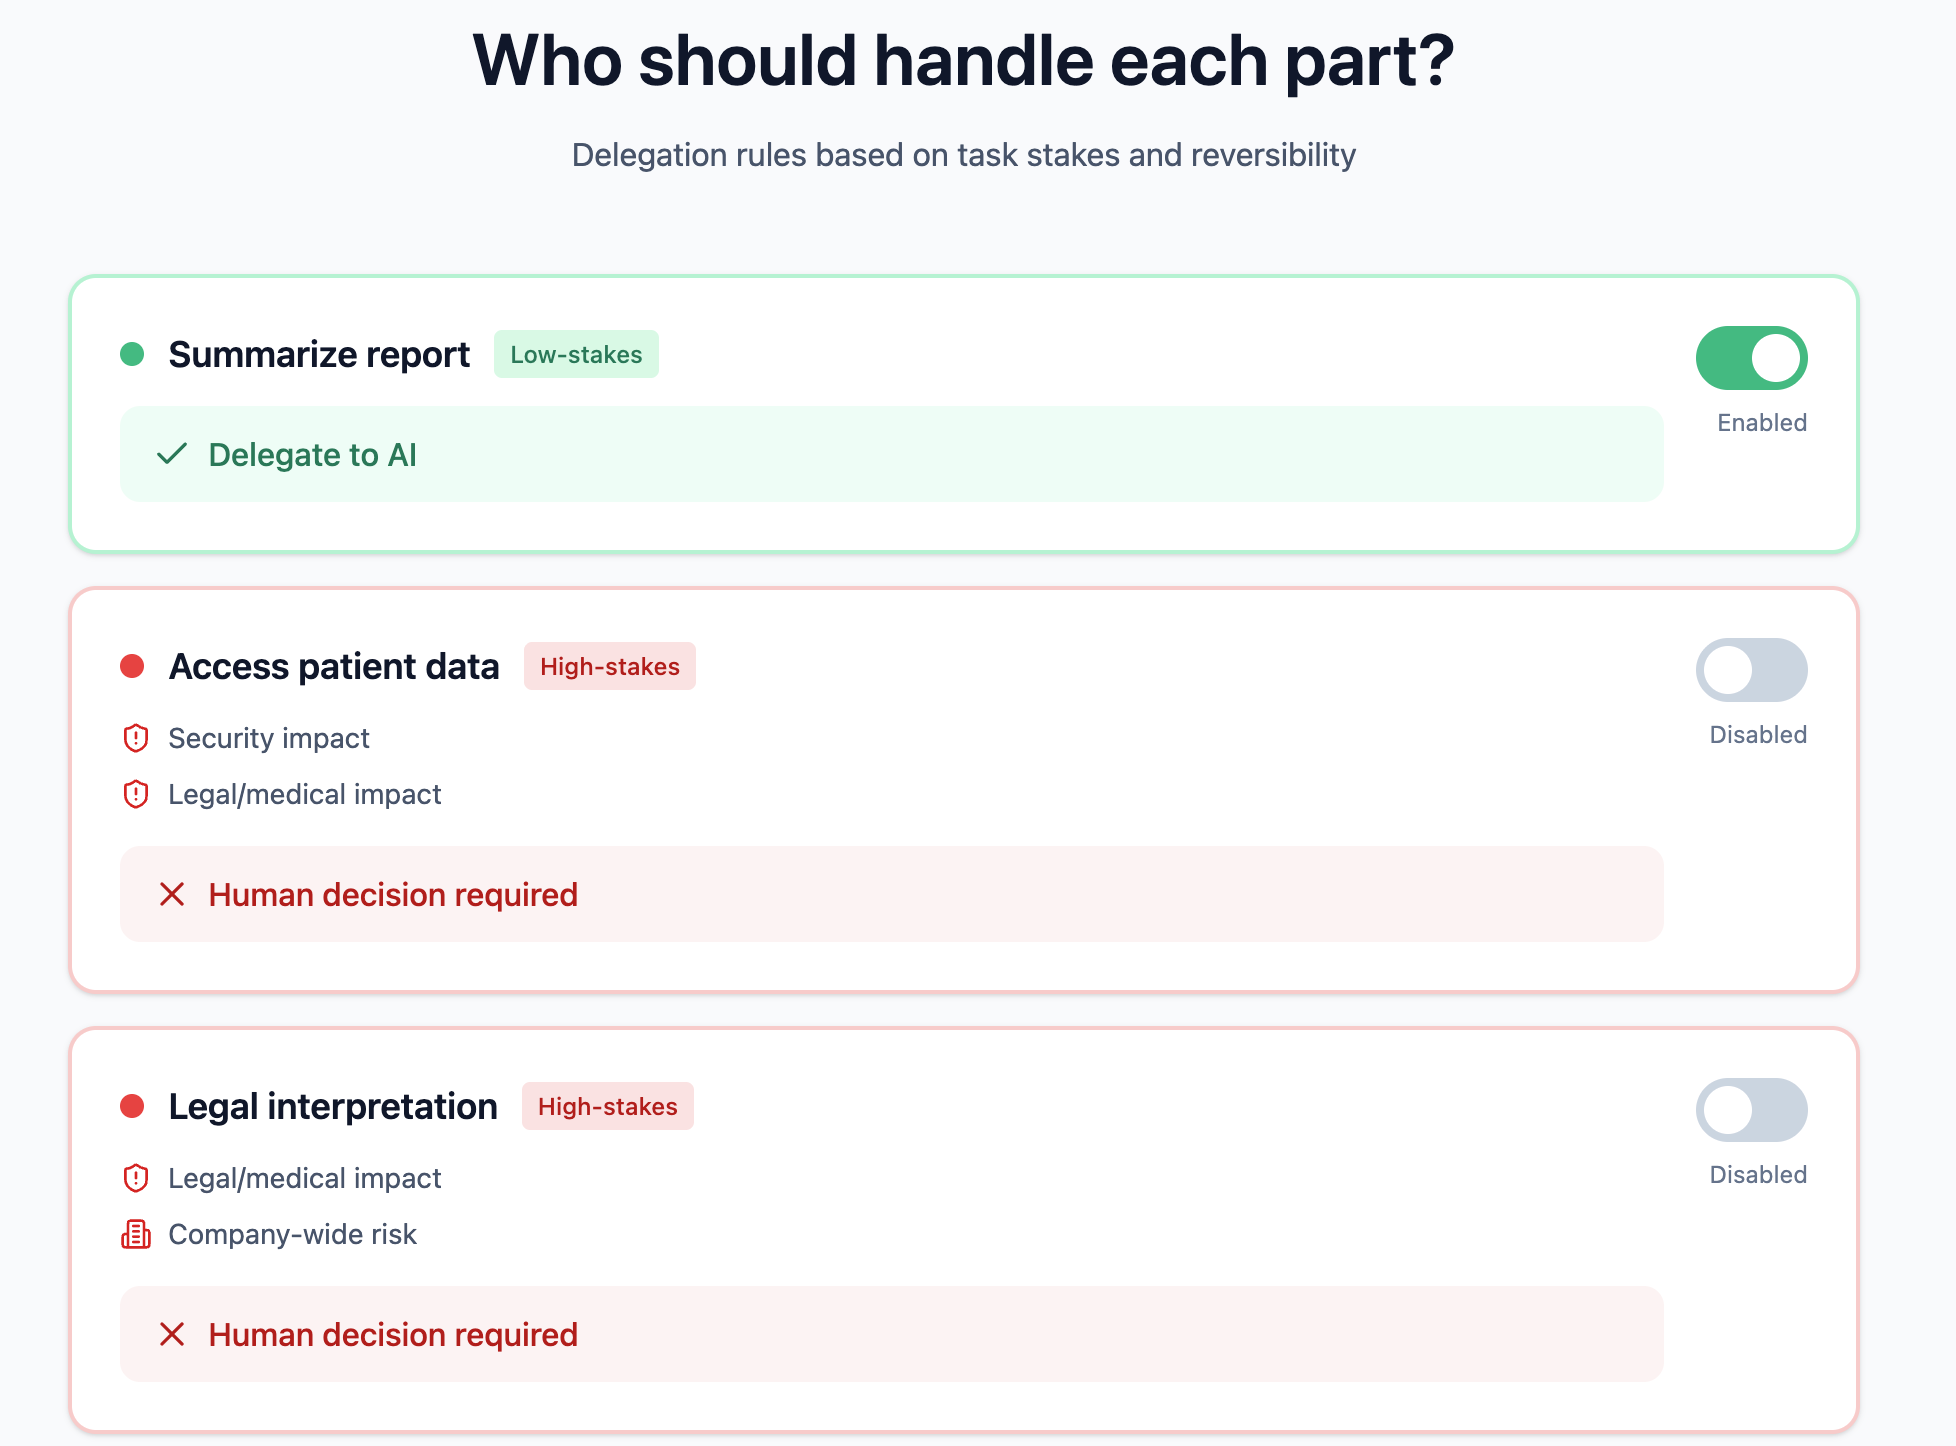 Who should handle each part?
Delegation rules based on task stakes and reversibility
Summarize report
Low-stakes
Enabled
Delegate to AI
Access patient data
High-stakes
Disabled
Security impact
Legal/medical impact
Human decision required
Legal interpretation
High-stakes
Disabled
Legal/medical impact
Company-wide risk
Human decision required